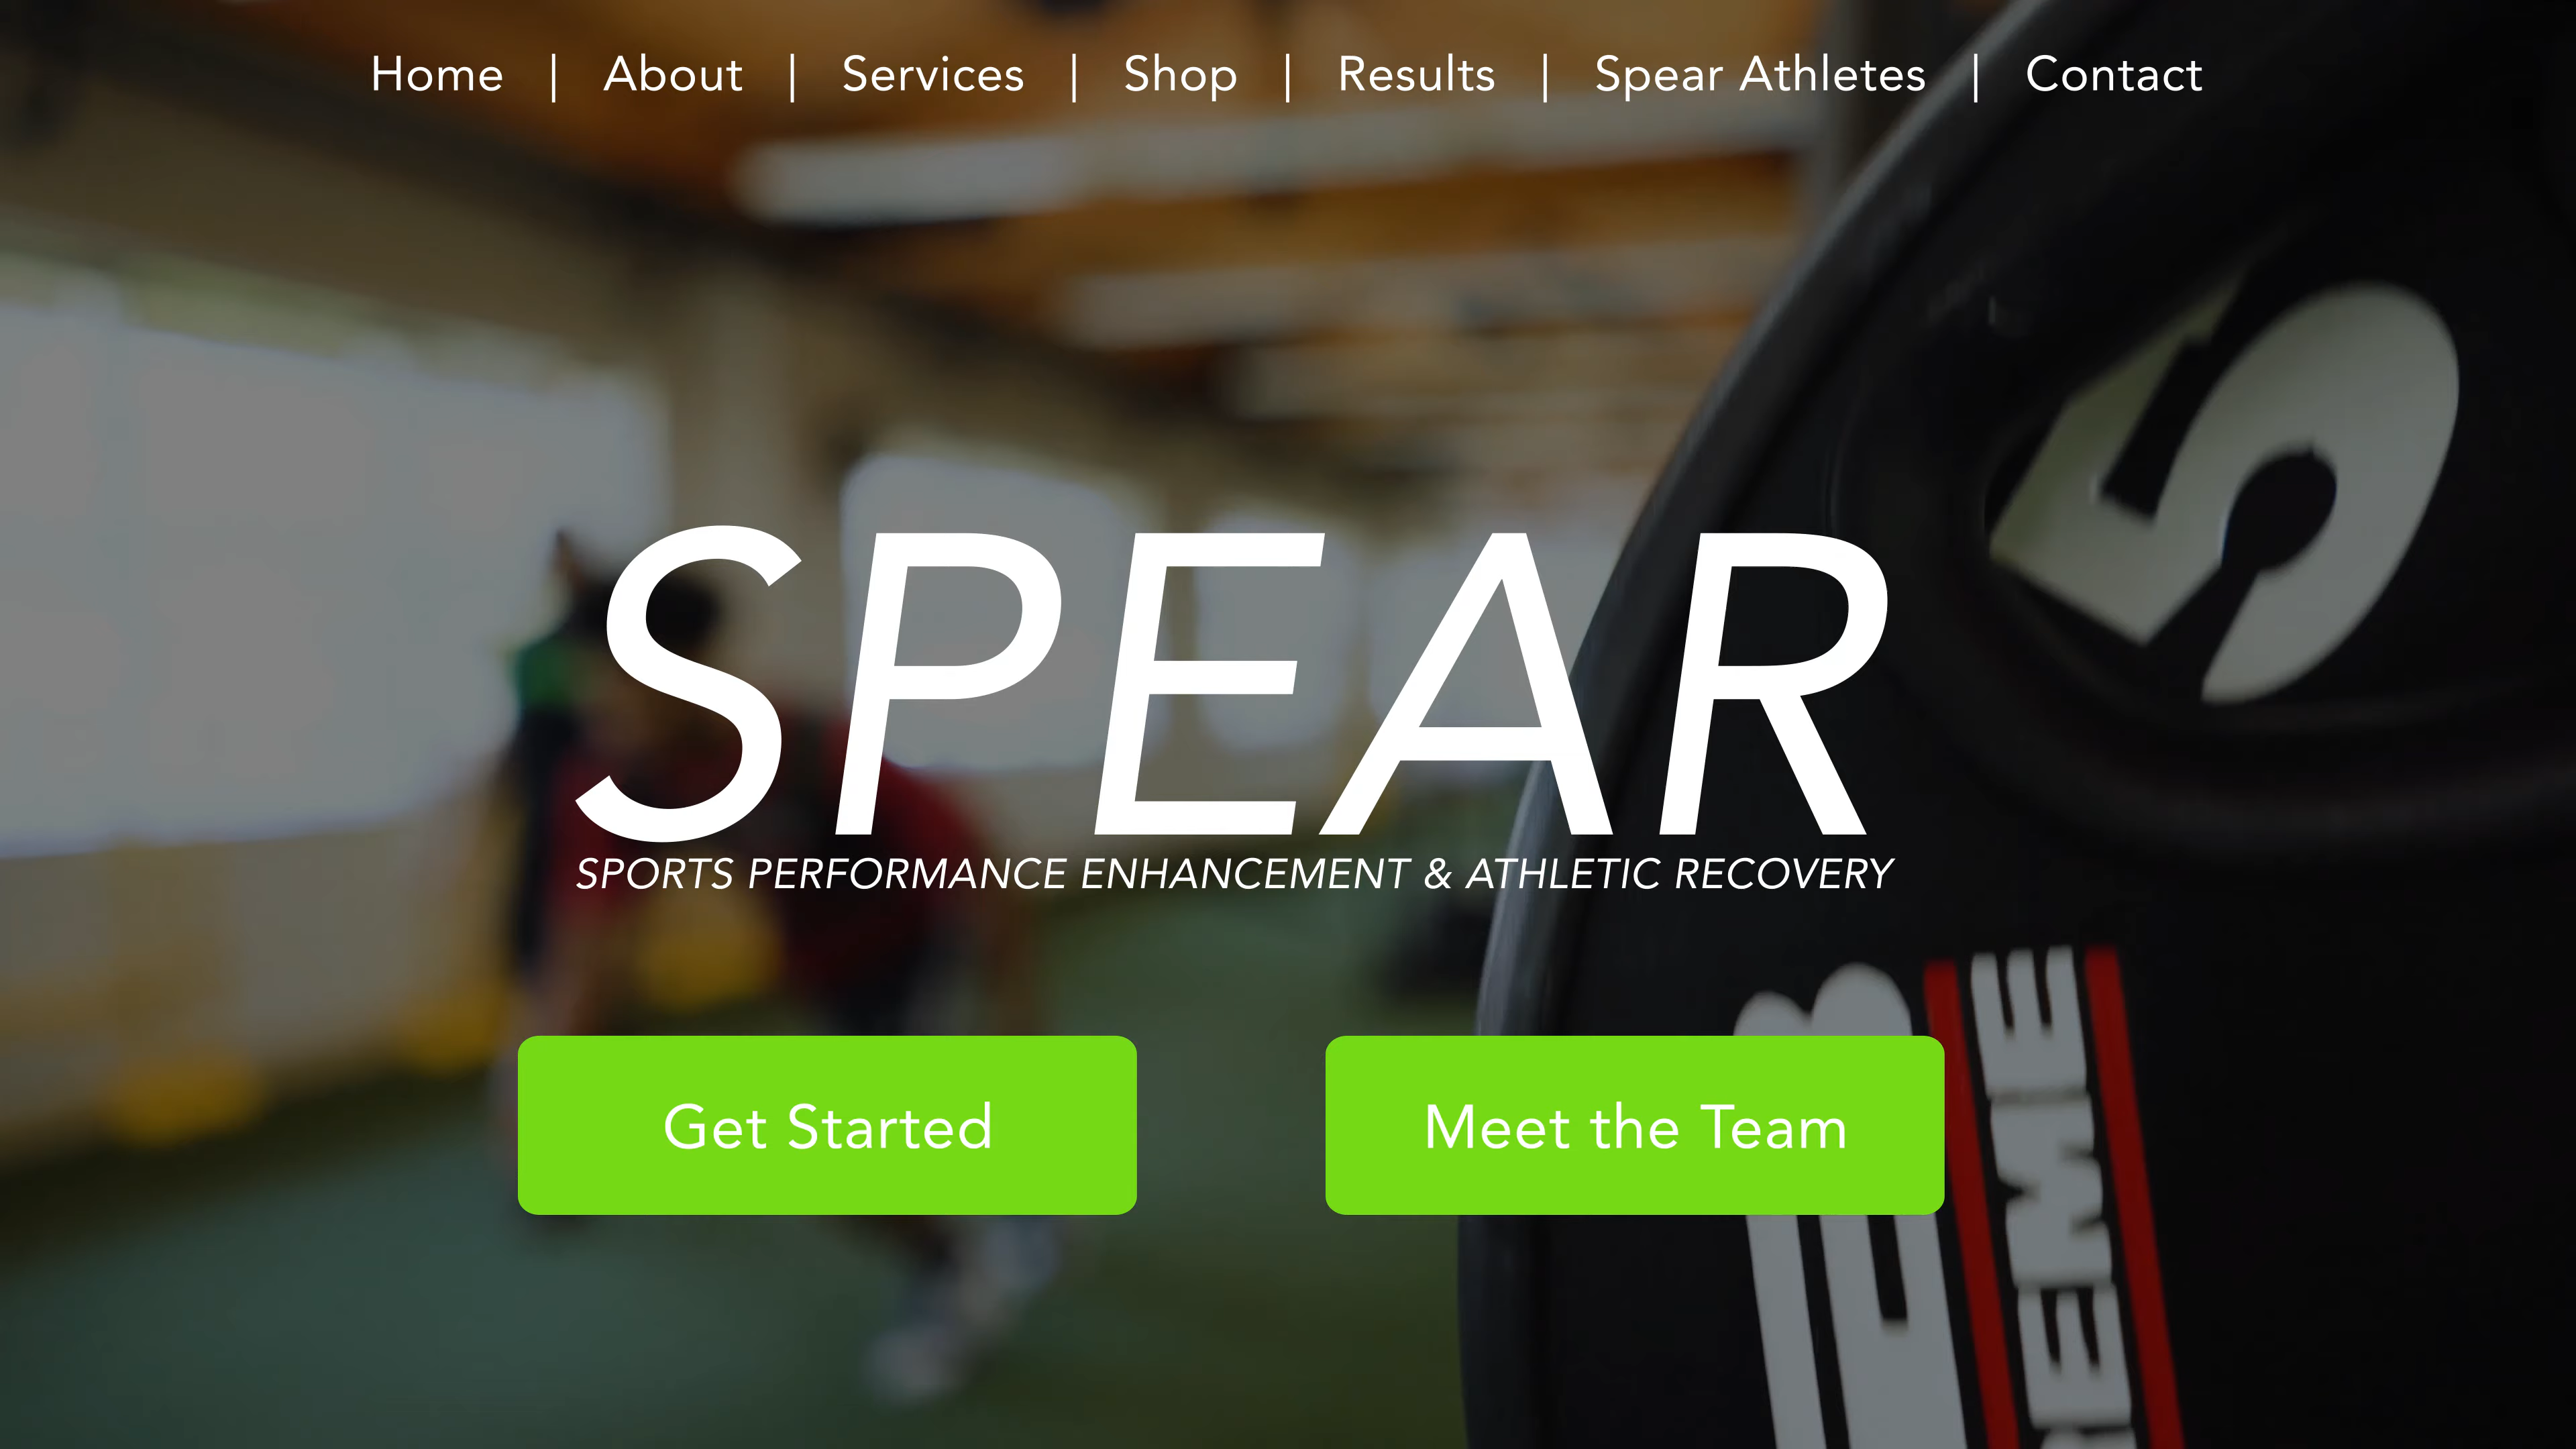 Home | About | Services | Shop | Results | Spear Athletes | Contact
5
SPEAR
SPORTS PERFORMANCE ENHANCEMENT & ATHLETIC RECOVERY
Get Started
Meet the Team